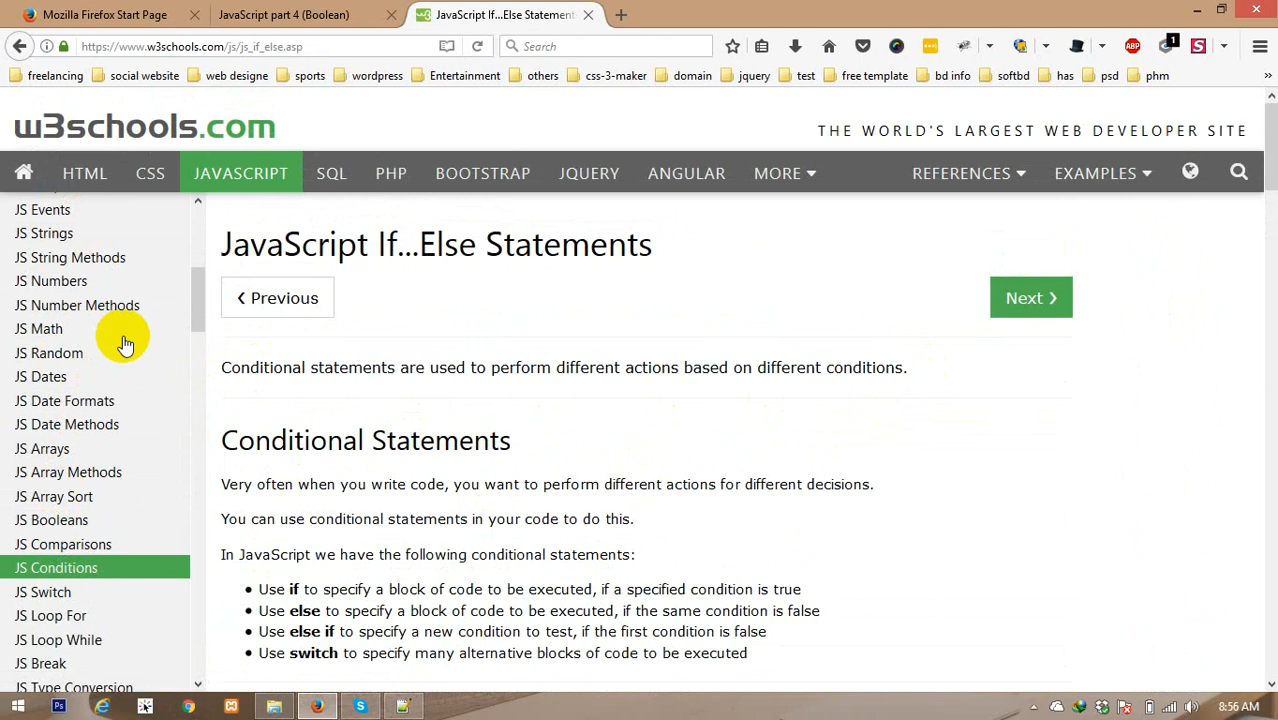 Mozilla Firefox Start Page
JavaScript part 4 (Boolean)
JavaScript If...Else Statements
https://www.w3schools.com/js/js_if_else.asp
Search
ABP
1
freelancing
social website
web designe
sports
wordpress
Entertainment
others
css-3-maker
domain
jquery
test
free template
bd info
softbd
has
psd
phm
w3schools.com
THE WORLD'S LARGEST WEB DEVELOPER SITE
HTML
CSS
JAVASCRIPT
SQL
PHP
BOOTSTRAP
JQUERY
ANGULAR
MORE
REFERENCES
EXAMPLES
JS Events
JS Strings
JS String Methods
JS Numbers
JS Number Methods
JS Math
JS Random
JS Dates
JS Date Formats
JS Date Methods
JS Arrays
JS Array Methods
JS Array Sort
JS Booleans
JS Comparisons
JS Conditions
JS Switch
JS Loop For
JS Loop While
JS Break
JS Type Conversion
JavaScript If...Else Statements
❮ Previous
Next ❯
Conditional statements are used to perform different actions based on different conditions.
Conditional Statements
Very often when you write code, you want to perform different actions for different decisions.
You can use conditional statements in your code to do this.
In JavaScript we have the following conditional statements:
• Use if to specify a block of code to be executed, if a specified condition is true
• Use else to specify a block of code to be executed, if the same condition is false
• Use else if to specify a new condition to test, if the first condition is false
• Use switch to specify many alternative blocks of code to be executed
8:56 AM